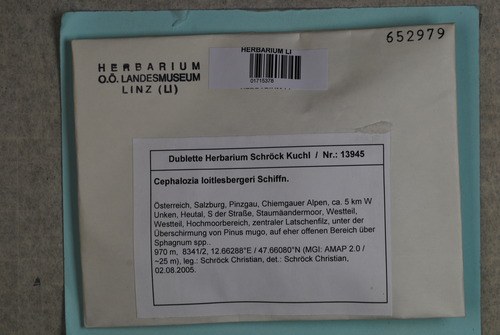 652979
HERBARIUM
O.Ö. LANDESMUSEUM
LINZ (LI)
HERBARIUM LI
01715378
Dublette Herbarium Schröck Kuchl / Nr.: 13945
Cephalozia loitlesbergeri Schiffn.
Österreich, Salzburg, Pinzgau, Chiemgauer Alpen, ca. 5 km W
Unken, Heutal, S der Straße, Staumäandermoor, Westteil,
Westteil, Hochmoorbereich, zentraler Latschenfilz, unter der
Überschirmung von Pinus mugo, auf eher offenen Bereich über
Sphagnum spp..
970 m, 8341/2, 12.66288°E / 47.66080°N (MGI: AMAP 2.0 /
~25 m), leg.: Schröck Christian, det.: Schröck Christian,
02.08.2005.